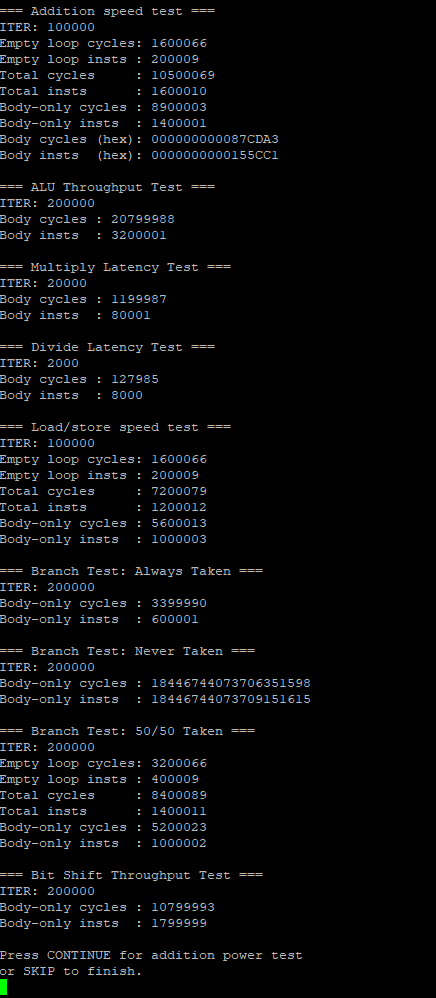 === Addition speed test ===
ITER: 100000
Empty loop cycles: 1600066
Empty loop insts : 200009
Total cycles     : 10500069
Total insts      : 1600010
Body-only cycles : 8900003
Body-only insts  : 1400001
Body cycles (hex): 000000000087CDA3
Body insts  (hex): 0000000000155CC1

=== ALU Throughput Test ===
ITER: 200000
Body cycles : 20799988
Body insts  : 3200001

=== Multiply Latency Test ===
ITER: 20000
Body cycles : 1199987
Body insts  : 80001

=== Divide Latency Test ===
ITER: 2000
Body cycles : 127985
Body insts  : 8000

=== Load/store speed test ===
ITER: 100000
Empty loop cycles: 1600066
Empty loop insts : 200009
Total cycles     : 7200079
Total insts      : 1200012
Body-only cycles : 5600013
Body-only insts  : 1000003

=== Branch Test: Always Taken ===
ITER: 200000
Body-only cycles : 3399990
Body-only insts  : 600001

=== Branch Test: Never Taken ===
ITER: 200000
Body-only cycles : 18446744073706351598
Body-only insts  : 18446744073709151615

=== Branch Test: 50/50 Taken ===
ITER: 200000
Empty loop cycles: 3200066
Empty loop insts : 400009
Total cycles     : 8400089
Total insts      : 1400011
Body-only cycles : 5200023
Body-only insts  : 1000002

=== Bit Shift Throughput Test ===
ITER: 200000
Body-only cycles : 10799993
Body-only insts  : 1799999

Press CONTINUE for addition power test
or SKIP to finish.